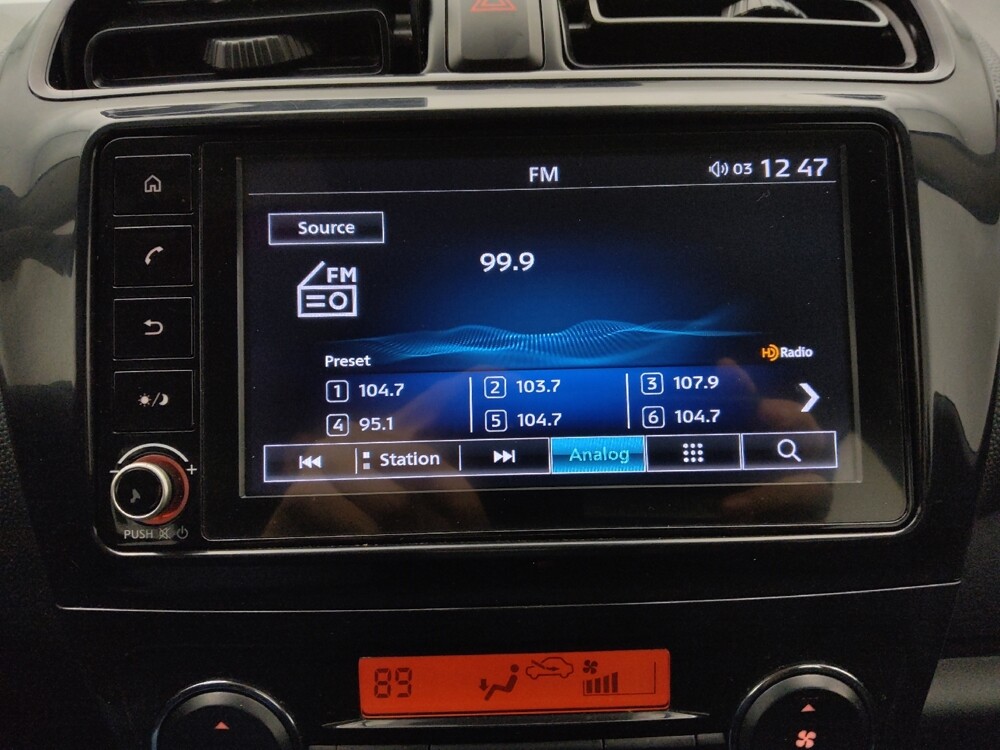 FM 03 12 47
Source
FM
99.9
HD Radio
Preset
1 104.7 2 103.7 3 107.9
4 95.1 5 104.7 6 104.7
Station Analog
- +
PUSH
89